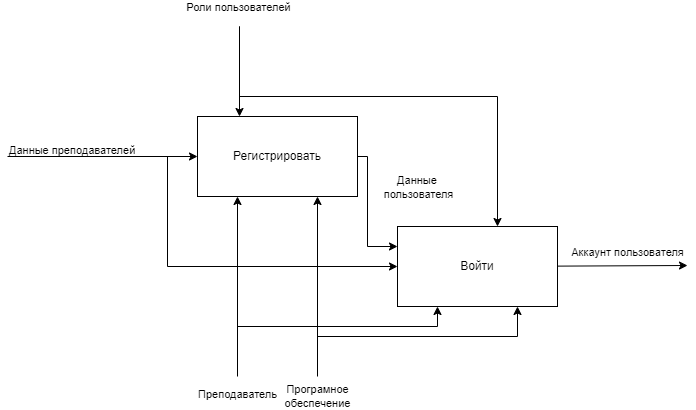 Роли пользователей
Данные преподавателей
Регистрировать
Данные
пользователя
Войти
Аккаунт пользователя
Преподаватель
Програмное
обеспечение